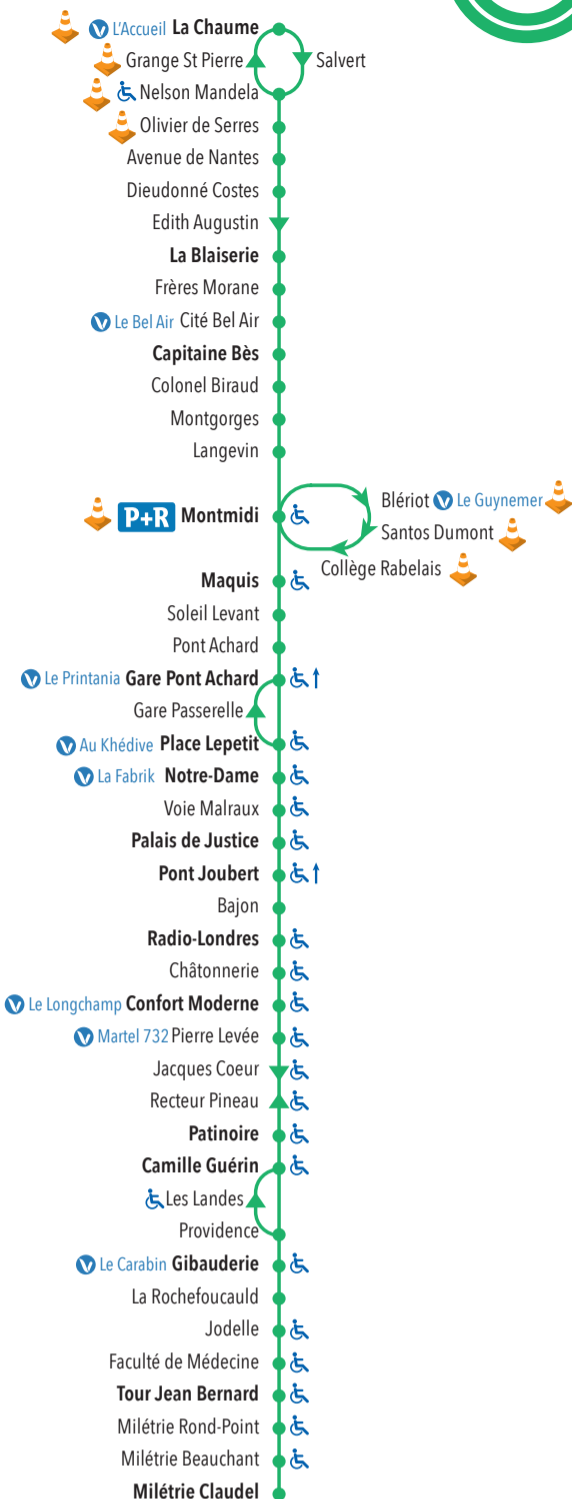 L'Accueil La Chaume
Grange St Pierre Salvert
Nelson Mandela
Olivier de Serres
Avenue de Nantes
Dieudonné Costes
Edith Augustin
La Blaiserie
Frères Morane
Le Bel Air Cité Bel Air
Capitaine Bès
Colonel Biraud
Montgorges
Langevin
Blériot Le Guynemer
P+R Montmidi
Santos Dumont
Collège Rabelais
Maquis
Soleil Levant
Pont Achard
Le Printania Gare Pont Achard
Gare Passerelle
Au Khédive Place Lepetit
La Fabrik Notre-Dame
Voie Malraux
Palais de Justice
Pont Joubert
Bajon
Radio-Londres
Châtonnerie
Le Longchamp Confort Moderne
Martel 732 Pierre Levée
Jacques Coeur
Recteur Pineau
Patinoire
Camille Guérin
Les Landes
Providence
Le Carabin Gibauderie
La Rochefoucauld
Jodelle
Faculté de Médecine
Tour Jean Bernard
Milétrie Rond-Point
Milétrie Beauchant
Milétrie Claudel